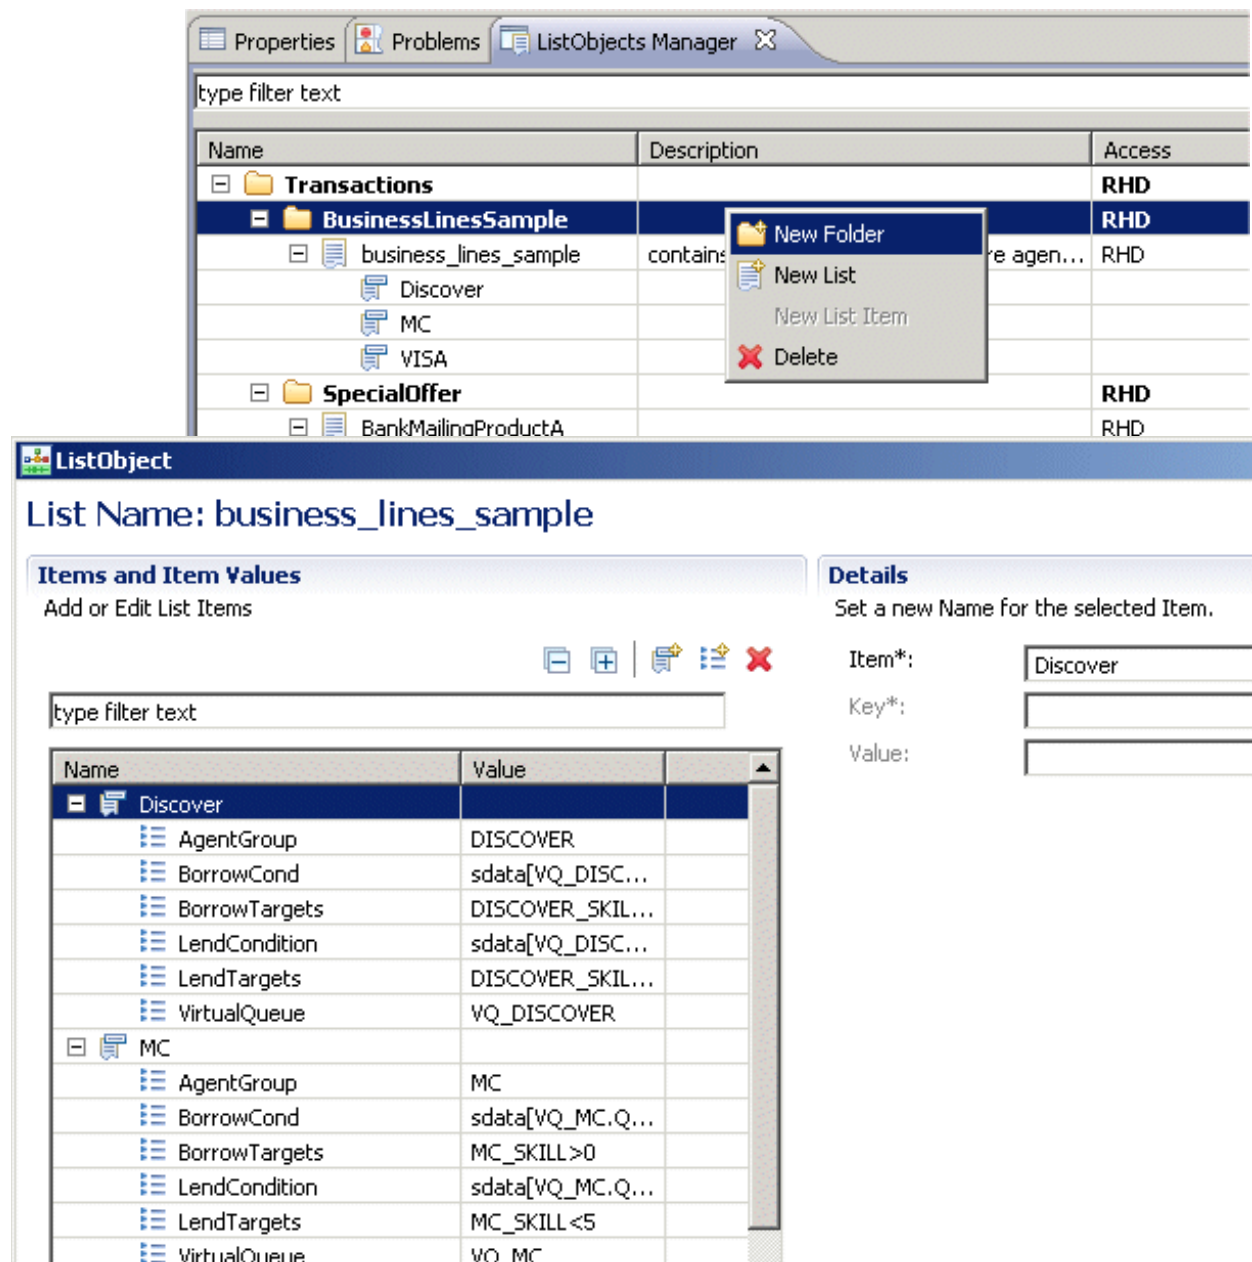 Properties Problems ListObjects Manager
type filter text
Name Description Access
Transactions RHD
BusinessLinesSample RHD
New Folder
business_lines_sample contains re agen... RHD
New List
Discover
New List Item
MC
VISA
Delete
SpecialOffer RHD
BankMailingProductA RHD
ListObject
List Name: business_lines_sample
Items and Item Values
Add or Edit List Items
Details
Set a new Name for the selected Item.
Item*: Discover
Key*:
Value:
type filter text
Name Value
Discover
AgentGroup DISCOVER
BorrowCond sdata[VQ_DISC...
BorrowTargets DISCOVER_SKIL...
LendCondition sdata[VQ_DISC...
LendTargets DISCOVER_SKIL...
VirtualQueue VQ_DISCOVER
MC
AgentGroup MC
BorrowCond sdata[VQ_MC.Q...
BorrowTargets MC_SKILL>0
LendCondition sdata[VQ_MC.Q...
LendTargets MC_SKILL<5
VirtualQueue VQ_MC